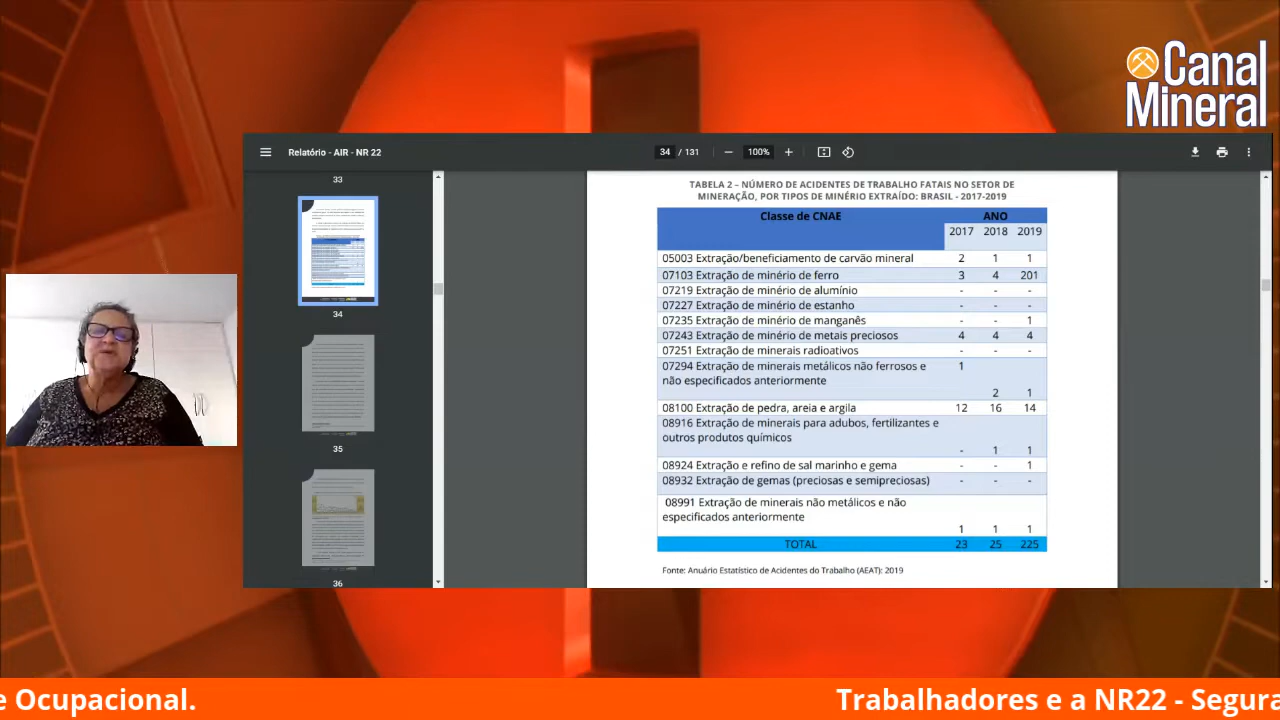 Canal
Mineral
Relatório - AIR - NR 22
34 / 131
100%
33
34
35
36
TABELA 2 – NÚMERO DE ACIDENTES DE TRABALHO FATAIS NO SETOR DE
MINERAÇÃO, POR TIPOS DE MINÉRIO EXTRAÍDO: BRASIL - 2017-2019
Classe de CNAE ANO
2017 2018 2019
05003 Extração/beneficiamento de carvão mineral 2 1 1
07103 Extração de minério de ferro 3 4 201
07219 Extração de minério de alumínio - - -
07227 Extração de minério de estanho - - -
07235 Extração de minério de manganês - - 1
07243 Extração de minério de metais preciosos 4 4 4
07251 Extração de minerais radioativos - - -
07294 Extração de minerais metálicos não ferrosos e 1
não especificados anteriormente
2 1
08100 Extração de pedra, areia e argila 12 16 14
08916 Extração de minerais para adubos, fertilizantes e
outros produtos químicos
- 1 1
08924 Extração e refino de sal marinho e gema - - 1
08932 Extração de gemas (preciosas e semipreciosas) - - -
08991 Extração de minerais não metálicos e não
especificados anteriormente
1 1 1
TOTAL 23 25 225
Fonte: Anuário Estatístico de Acidentes do Trabalho (AEAT): 2019
e Ocupacional. Trabalhadores e a NR22 - Segura